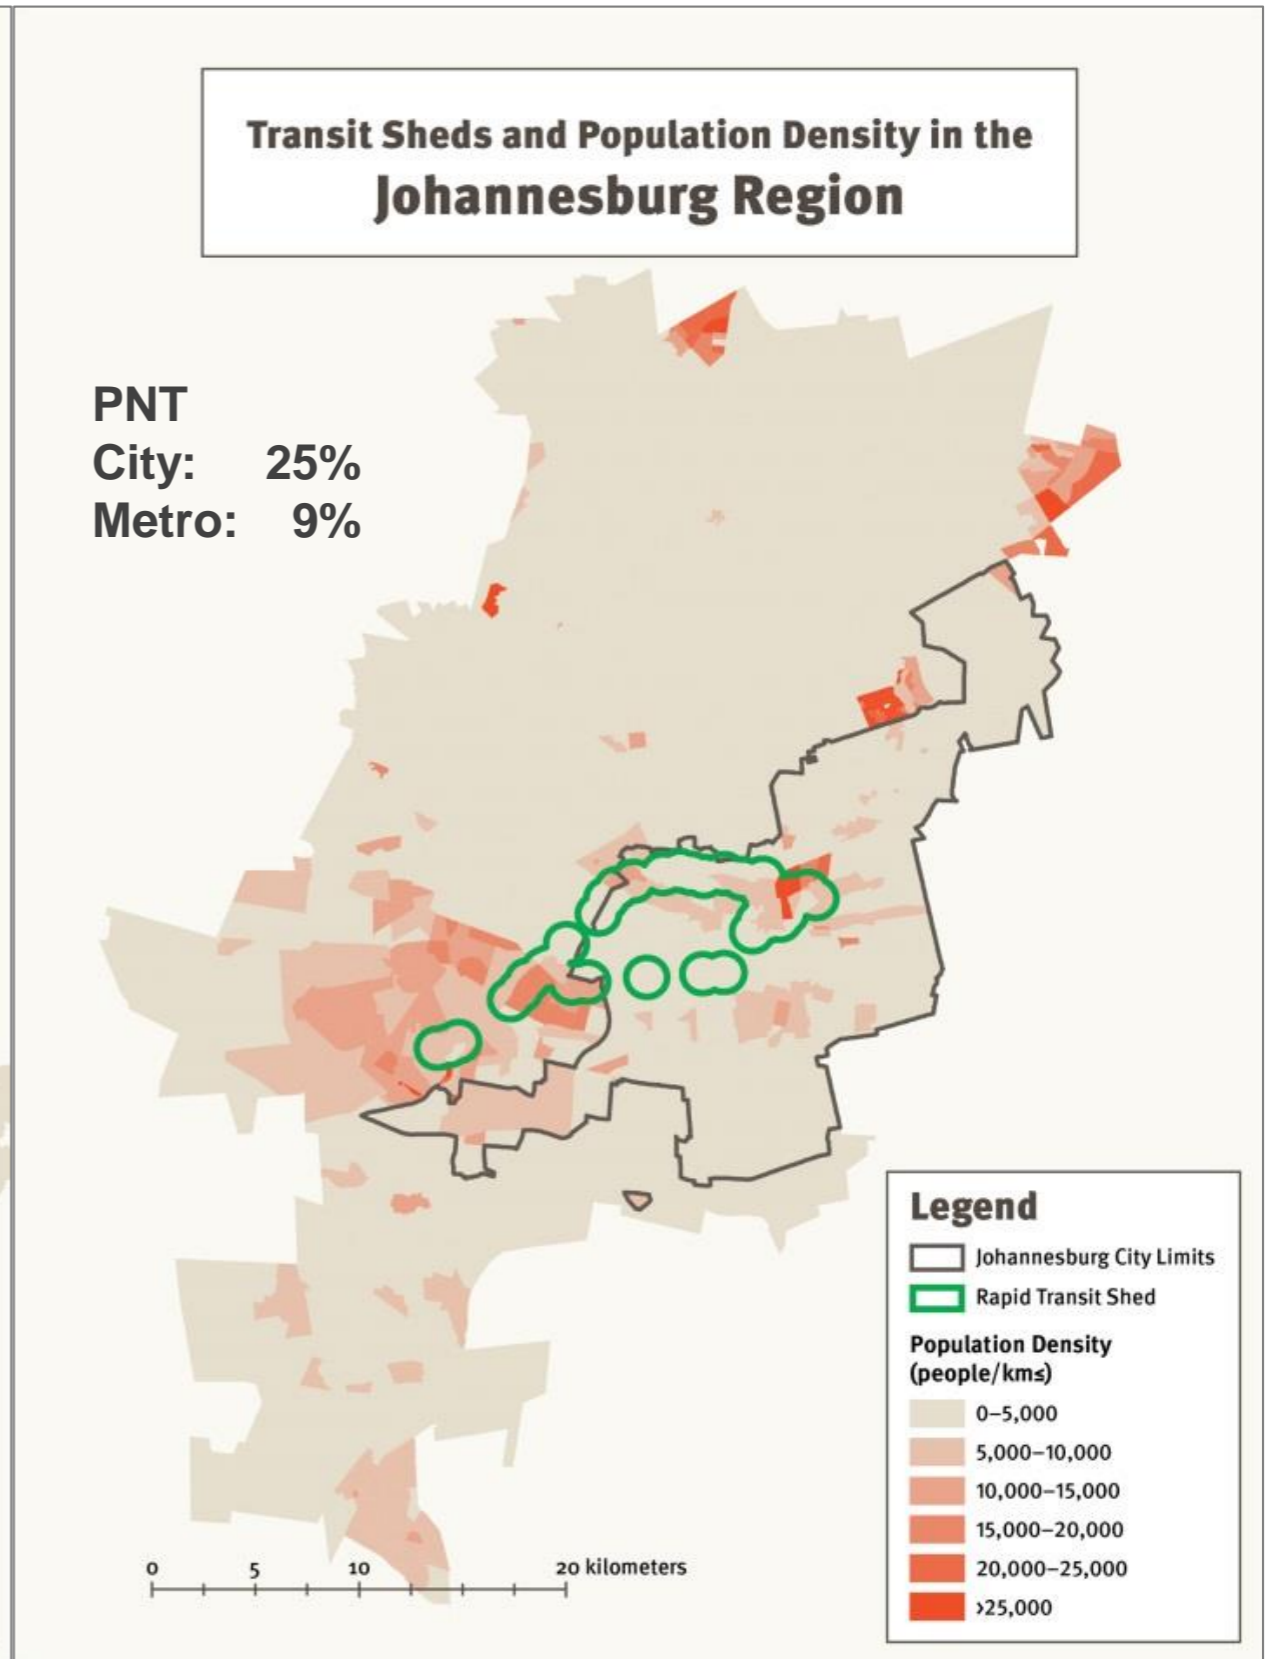 Transit Sheds and Population Density in the
Johannesburg Region
PNT
City: 25%
Metro: 9%
Legend
Johannesburg City Limits
Rapid Transit Shed
Population Density
(people/km≤)
0–5,000
5,000–10,000
10,000–15,000
15,000–20,000
20,000–25,000
>25,000
0 5 10 20 kilometers